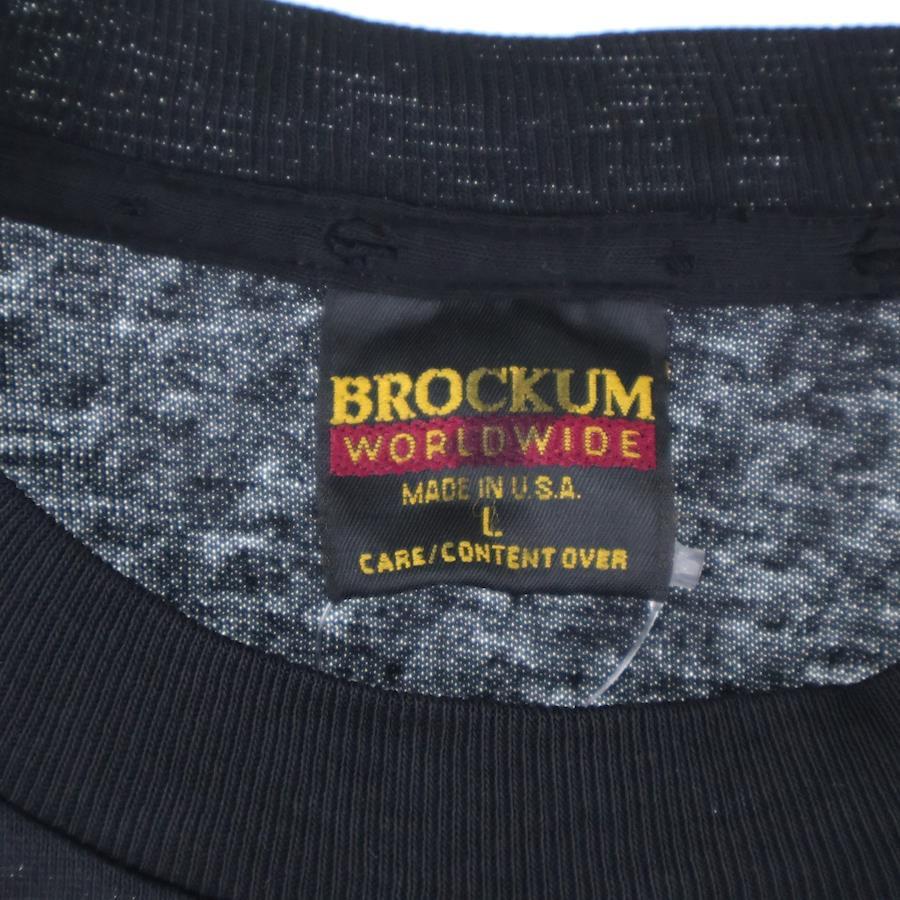 BROCKUM
WORLDWIDE
MADE IN U.S.A.
L
CARE/CONTENT OVER